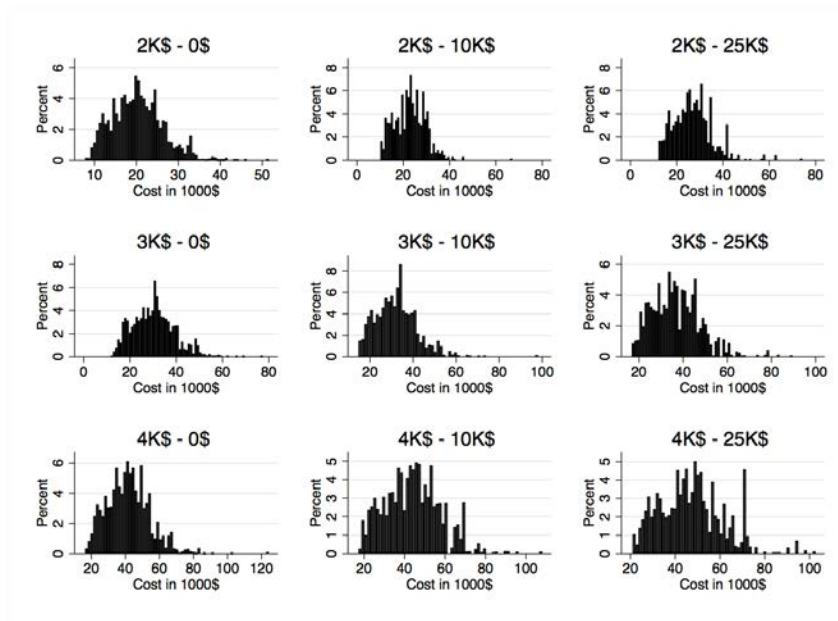 2K$ - 0$
Percent
0 2 4 6
10 20 30 40 50
Cost in 1000$
2K$ - 10K$
Percent
0 2 4 6 8
0 20 40 60 80
Cost in 1000$
2K$ - 25K$
Percent
0 2 4 6 8
0 20 40 60 80
Cost in 1000$
3K$ - 0$
Percent
0 2 4 6 8
0 20 40 60 80
Cost in 1000$
3K$ - 10K$
Percent
0 2 4 6 8
20 40 60 80 100
Cost in 1000$
3K$ - 25K$
Percent
0 2 4 6
20 40 60 80 100
Cost in 1000$
4K$ - 0$
Percent
0 2 4 6
20 40 60 80 100 120
Cost in 1000$
4K$ - 10K$
Percent
0 1 2 3 4 5
20 40 60 80 100
Cost in 1000$
4K$ - 25K$
Percent
0 1 2 3 4 5
20 40 60 80 100
Cost in 1000$